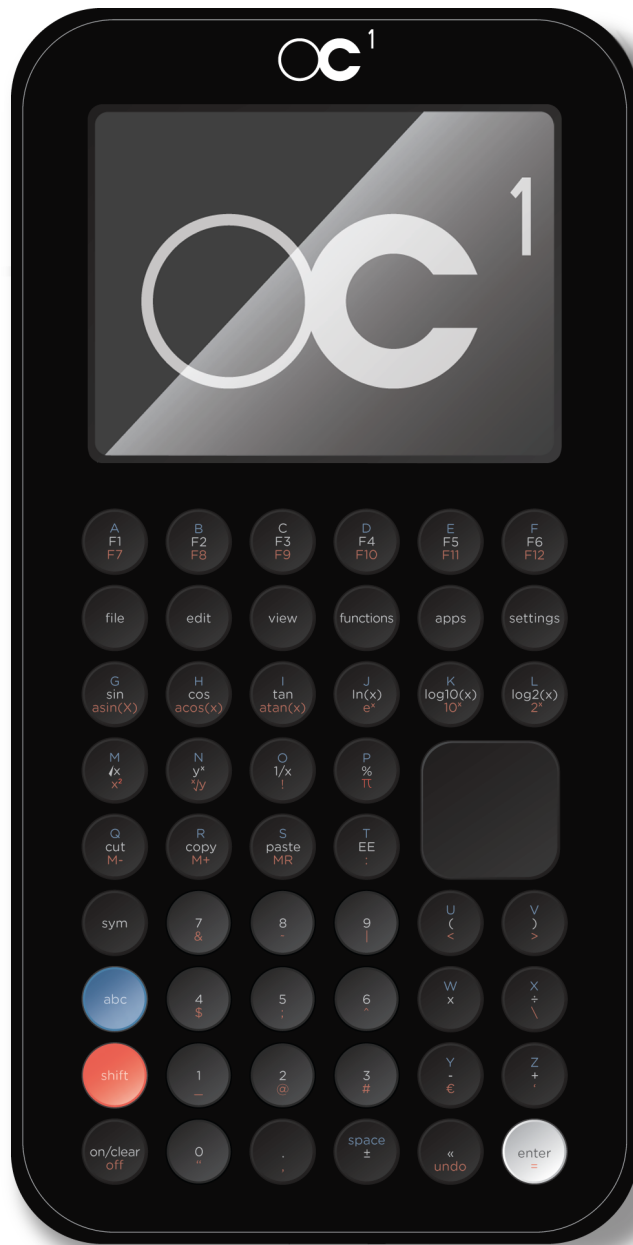 OC 1
OC 1
A B C D E F
F1 F2 F3 F4 F5 F6
F7 F8 F9 F10 F11 F12
file edit view functions apps settings
G H I J K L
sin cos tan ln(x) log10(x) log2(x)
asin(X) acos(x) atan(x) eˣ 10ˣ 2ˣ
M N O P
√x yˣ 1/x %
x² ˣ√y ! π
Q R S T
cut copy paste EE
M- M+ MR :
U V
sym 7 8 9 ( )
& - | < >
W X
abc 4 5 6 x ÷
$ ; ^ \
Y Z
shift 1 2 3 - +
_ @ # € '
space
on/clear 0 . ± « enter
off " , undo =